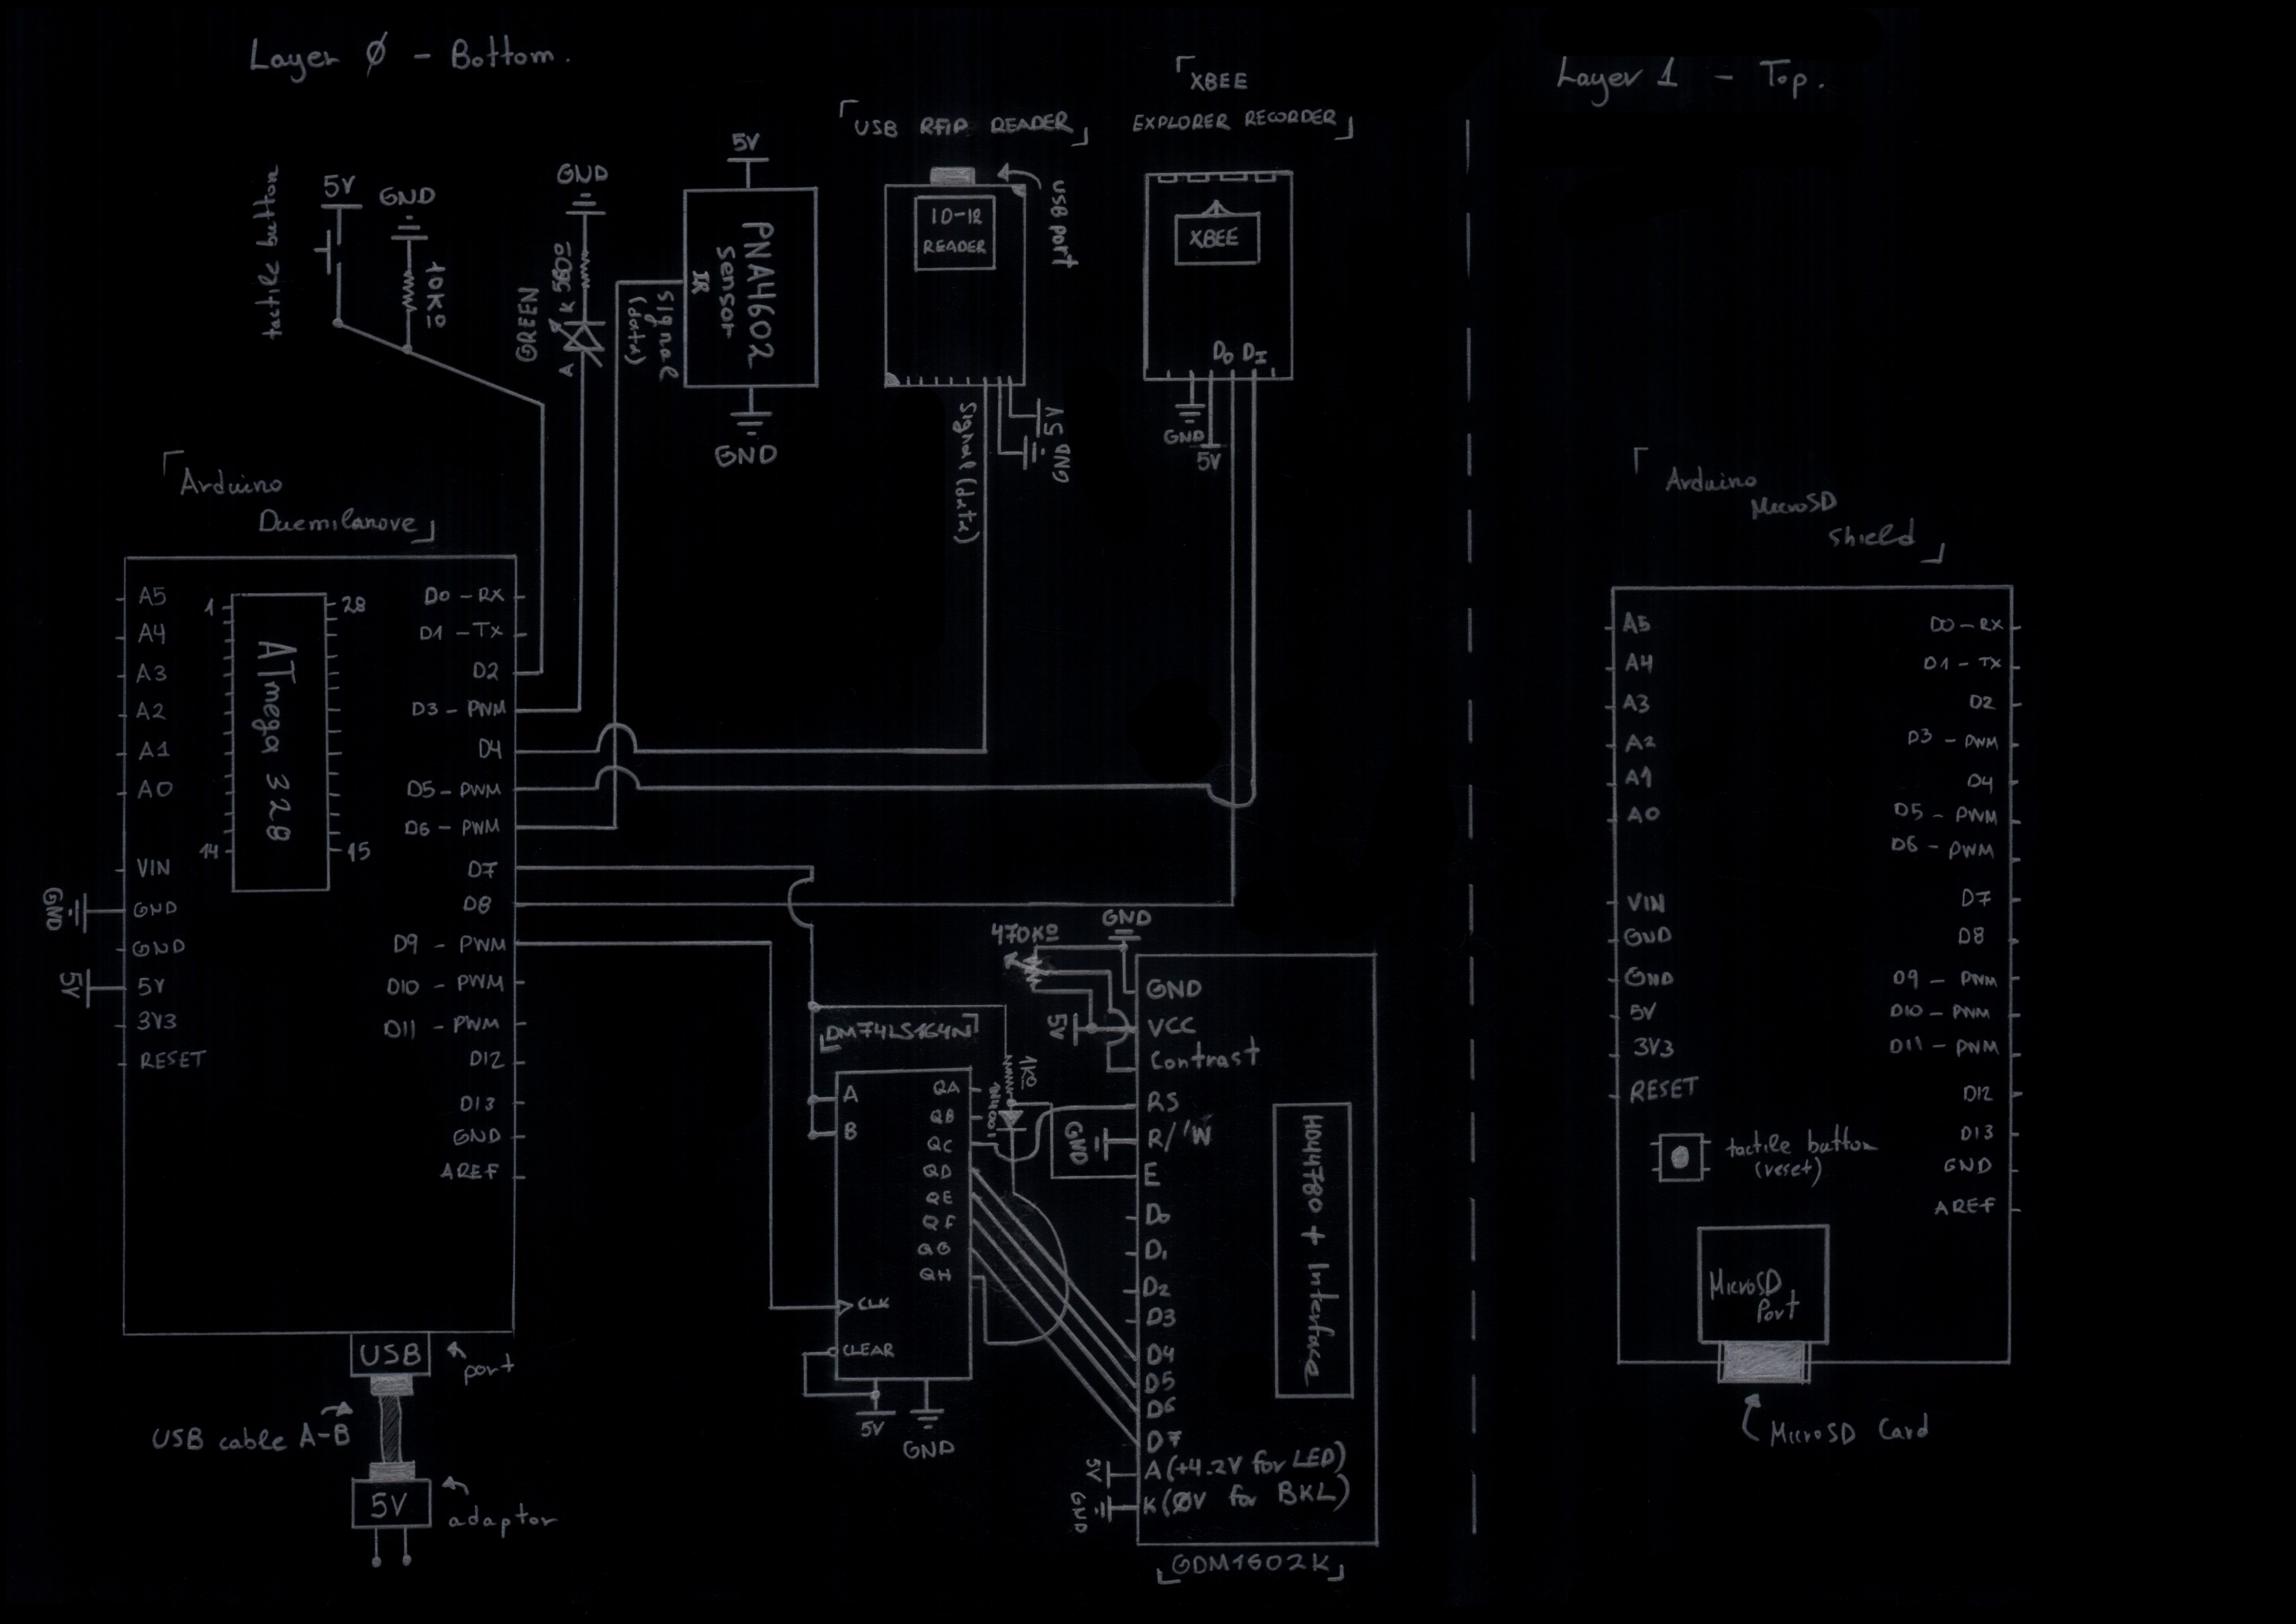 Layer 0 - Bottom.
Layer 1 - Top.
「XBEE
EXPLORER RECORDER」
「USB RFID READER」
tactile button
5V
GND
10KΩ
GND
K 580Ω
GREEN
A
5V
PNA4602
Sensor
IR
Signal
(data)
GND
ID-12
READER
USB port
Signal (data)
5V
GND
XBEE
DO DI
GND
5V
「Arduino
Duemilanove」
ATmega 328
1
28
14
15
A5
A4
A3
A2
A1
A0
VIN
GND
GND
5V
3V3
RESET
GND
5V
D0 - RX
D1 - TX
D2
D3 - PWM
D4
D5 - PWM
D6 - PWM
D7
D8
D9 - PWM
D10 - PWM
D11 - PWM
D12
D13
GND
AREF
USB
port
USB cable A-B
5V
adaptor
「DM74LS164N」
A
B
CLK
CLEAR
QA
QB
QC
QD
QE
QF
QG
QH
5V
GND
1KΩ
1N4001
470KΩ
GND
5V
GND
GND
VCC
Contrast
RS
R/'W
E
D0
D1
D2
D3
D4
D5
D6
D7
A (+4.2V for LED)
K (0V for BKL)
5V
GND
HD44780 + Interface
「GDM1602K」
「Arduino
MicroSD
Shield」
A5
A4
A3
A2
A1
A0
VIN
GND
GND
5V
3V3
RESET
D0 - RX
D1 - TX
D2
D3 - PWM
D4
D5 - PWM
D6 - PWM
D7
D8
D9 - PWM
D10 - PWM
D11 - PWM
D12
D13
GND
AREF
tactile button
(reset)
MicroSD
Port
MicroSD Card